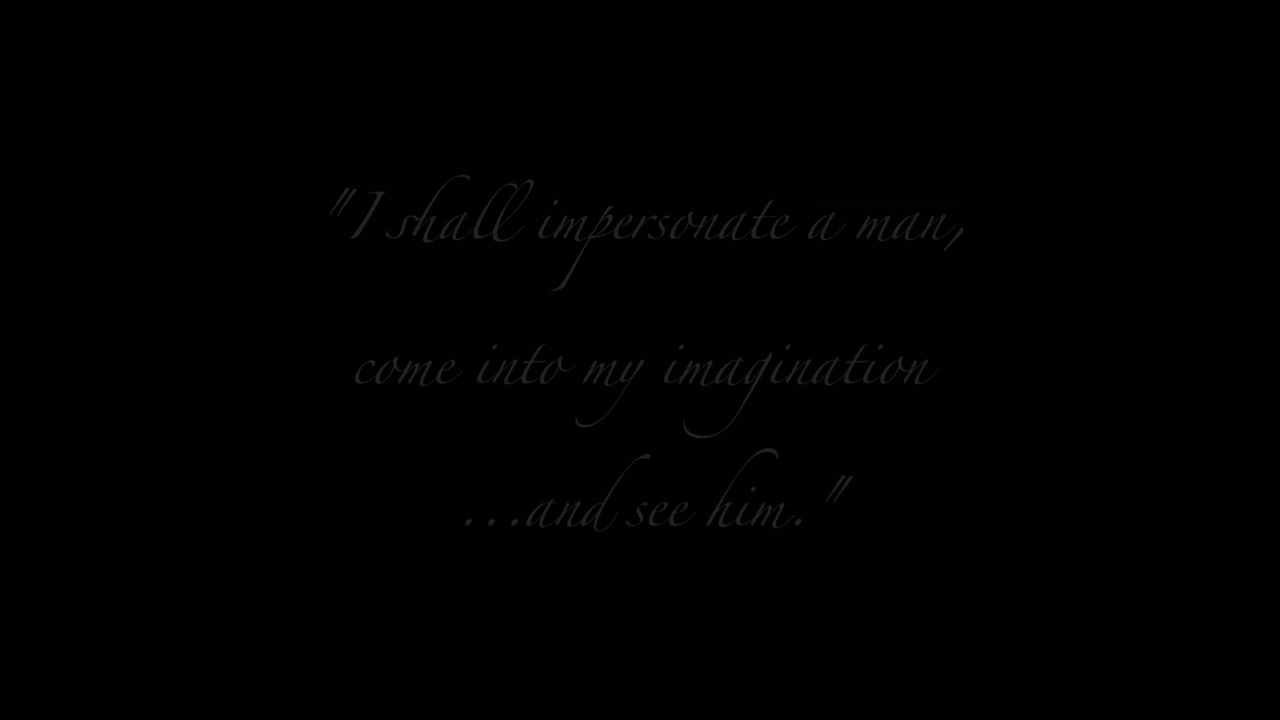 "I shall impersonate a man,
come into my imagination
...and see him."